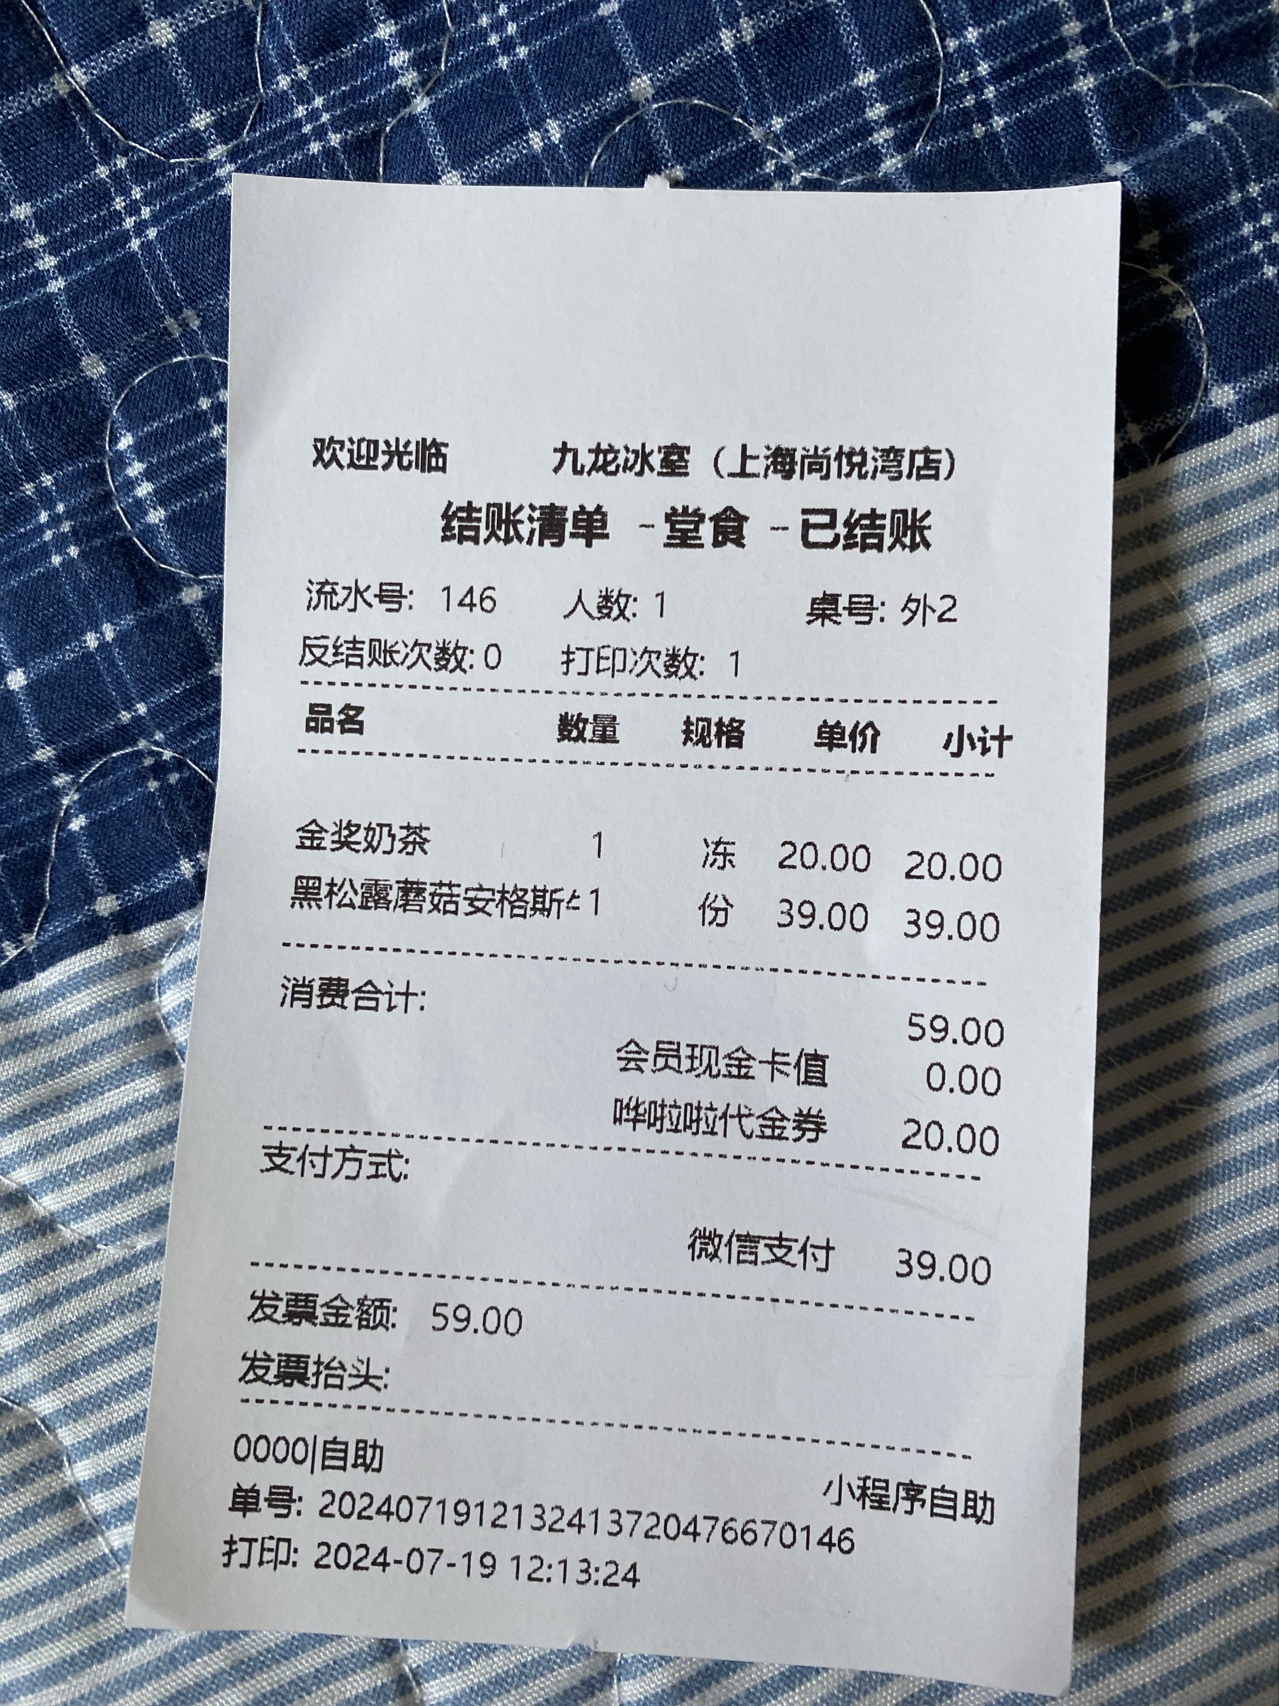 欢迎光临 九龙冰室（上海尚悦湾店）
结账清单 -堂食 -已结账
流水号: 146 人数: 1 桌号: 外2
反结账次数: 0 打印次数: 1
品名 数量 规格 单价 小计
金奖奶茶 1 冻 20.00 20.00
黑松露蘑菇安格斯 1 份 39.00 39.00
消费合计:
59.00
会员现金卡值 0.00
哗啦啦代金券 20.00
支付方式:
微信支付 39.00
发票金额: 59.00
发票抬头:
0000|自助 小程序自助
单号: 202407191213241372047667​0146
打印: 2024-07-19 12:13:24